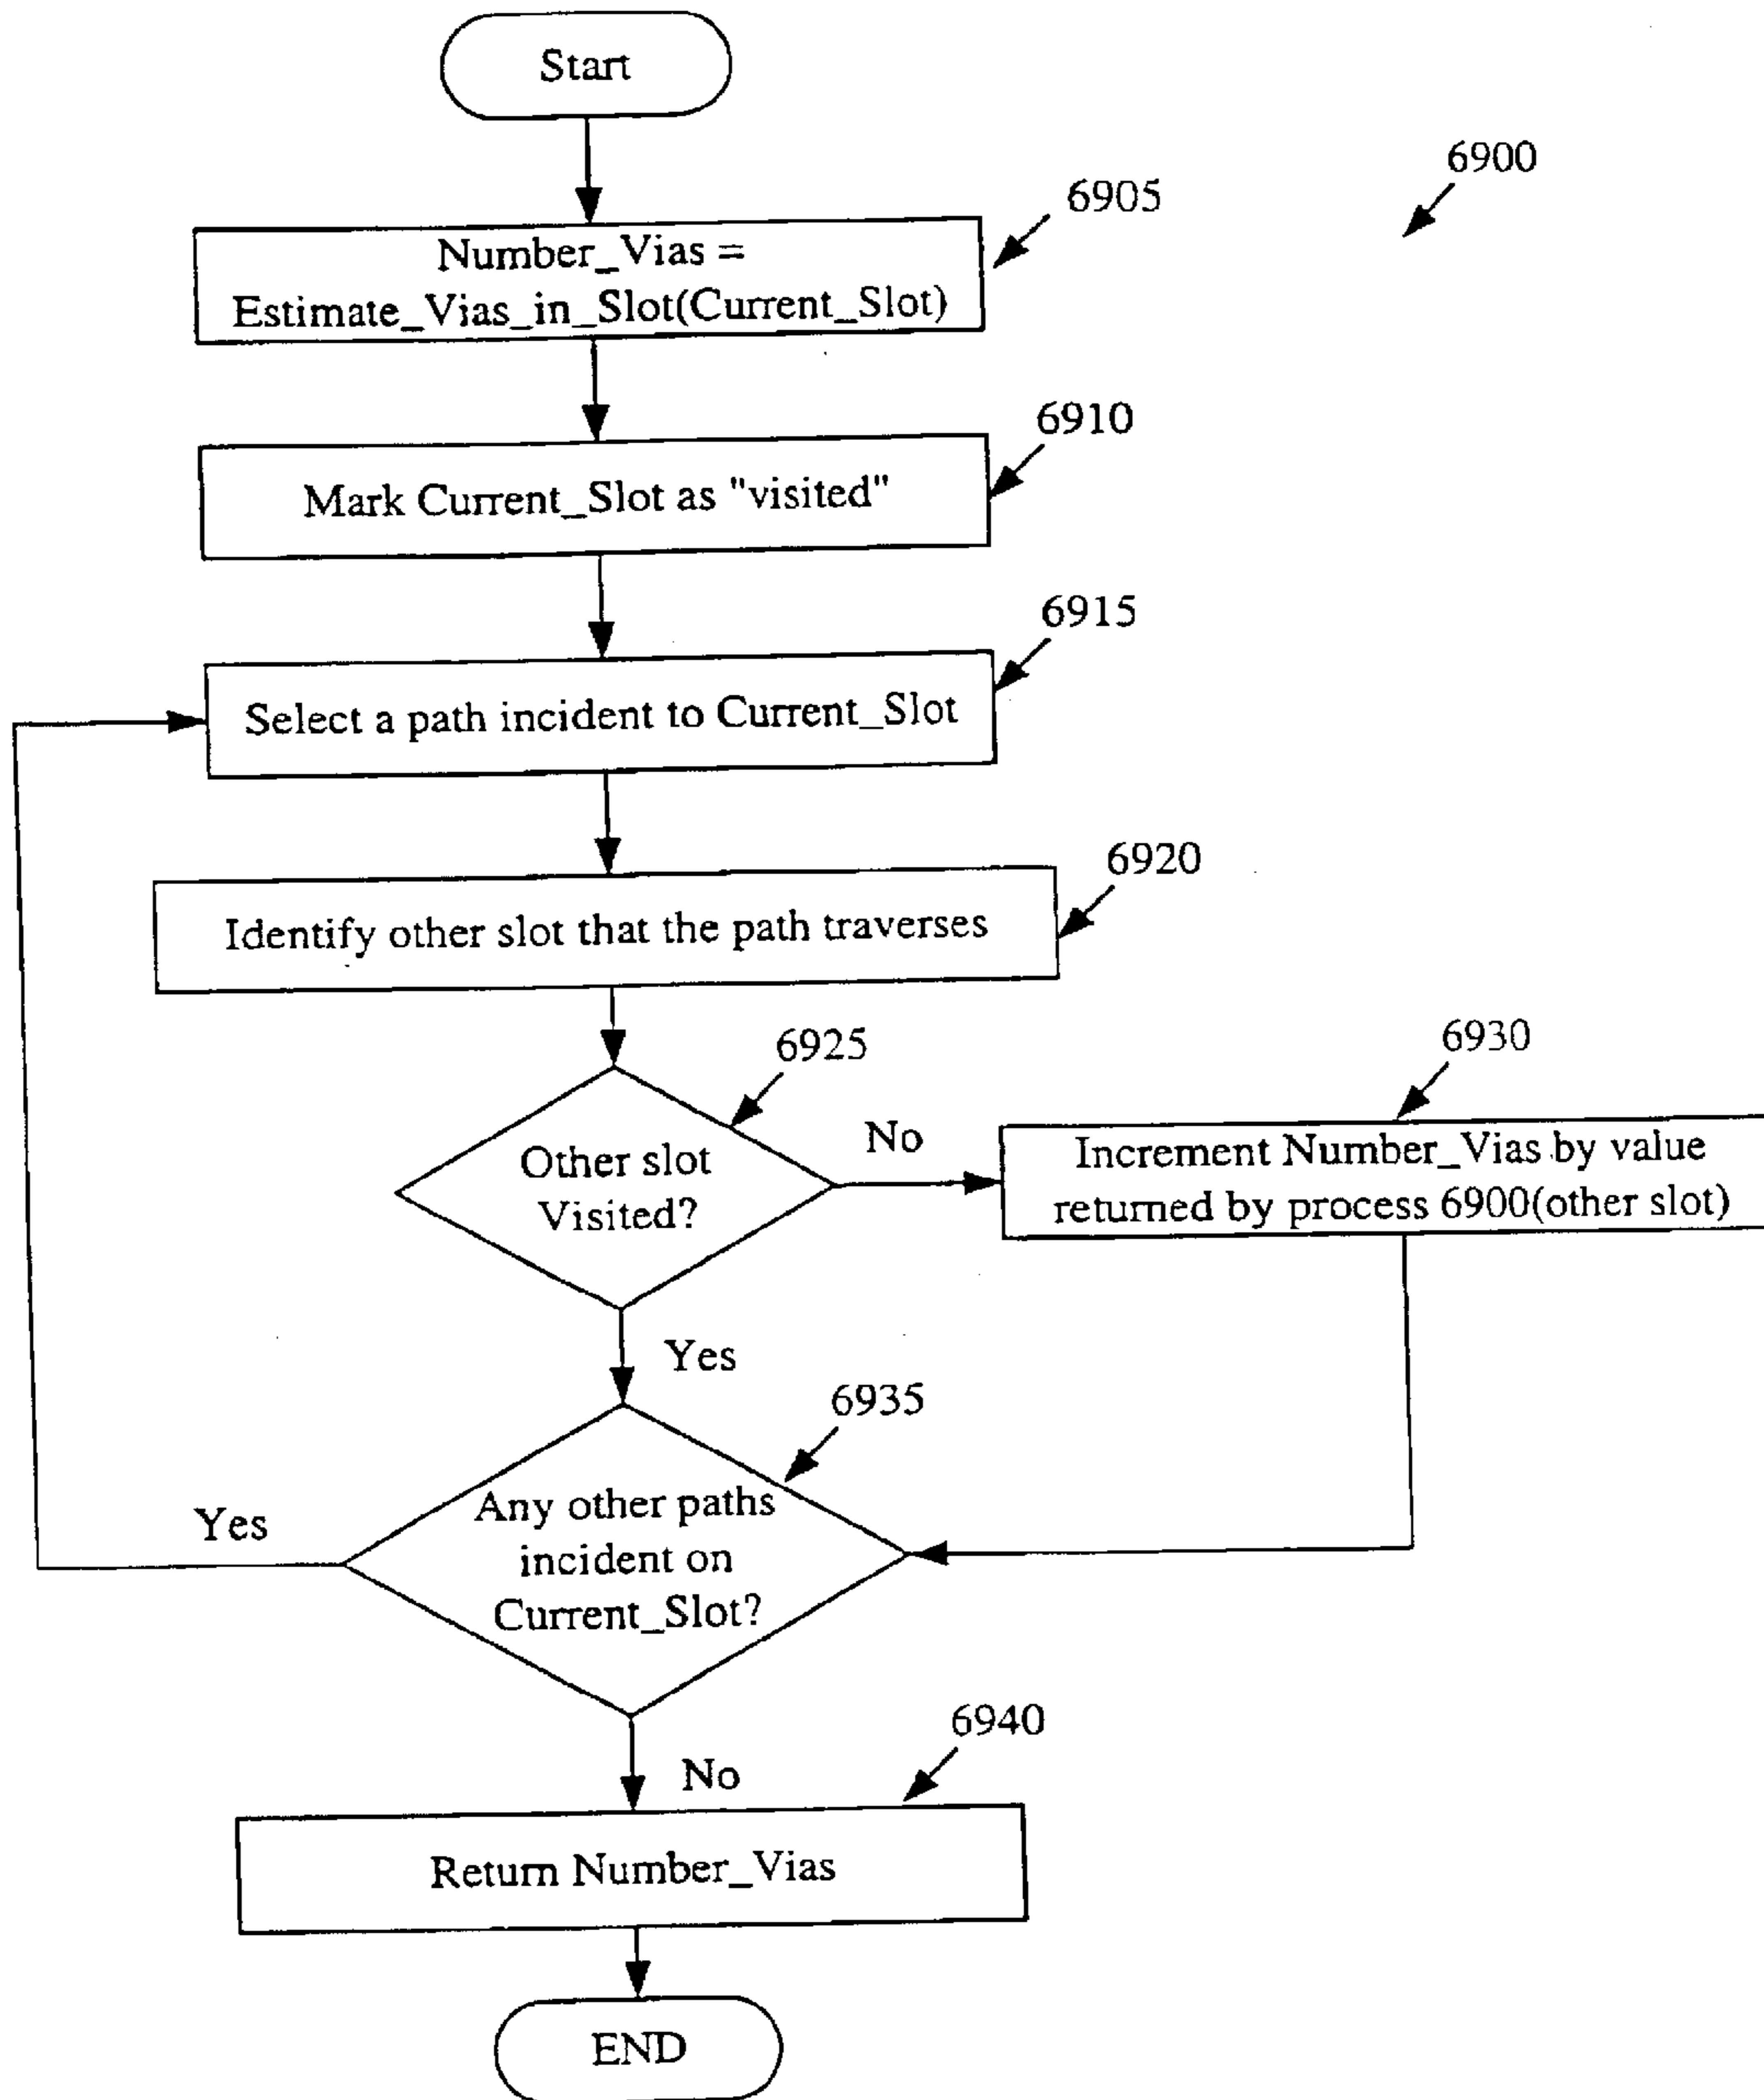 Start
6900
6905
Number_Vias =
Estimate_Vias_in_Slot(Current_Slot)
6910
Mark Current_Slot as "visited"
6915
Select a path incident to Current_Slot
6920
Identify other slot that the path traverses
6925
Other slot
Visited?
No
6930
Increment Number_Vias by value
returned by process 6900(other slot)
Yes
6935
Any other paths
incident on
Current_Slot?
Yes
No
6940
Return Number_Vias
END